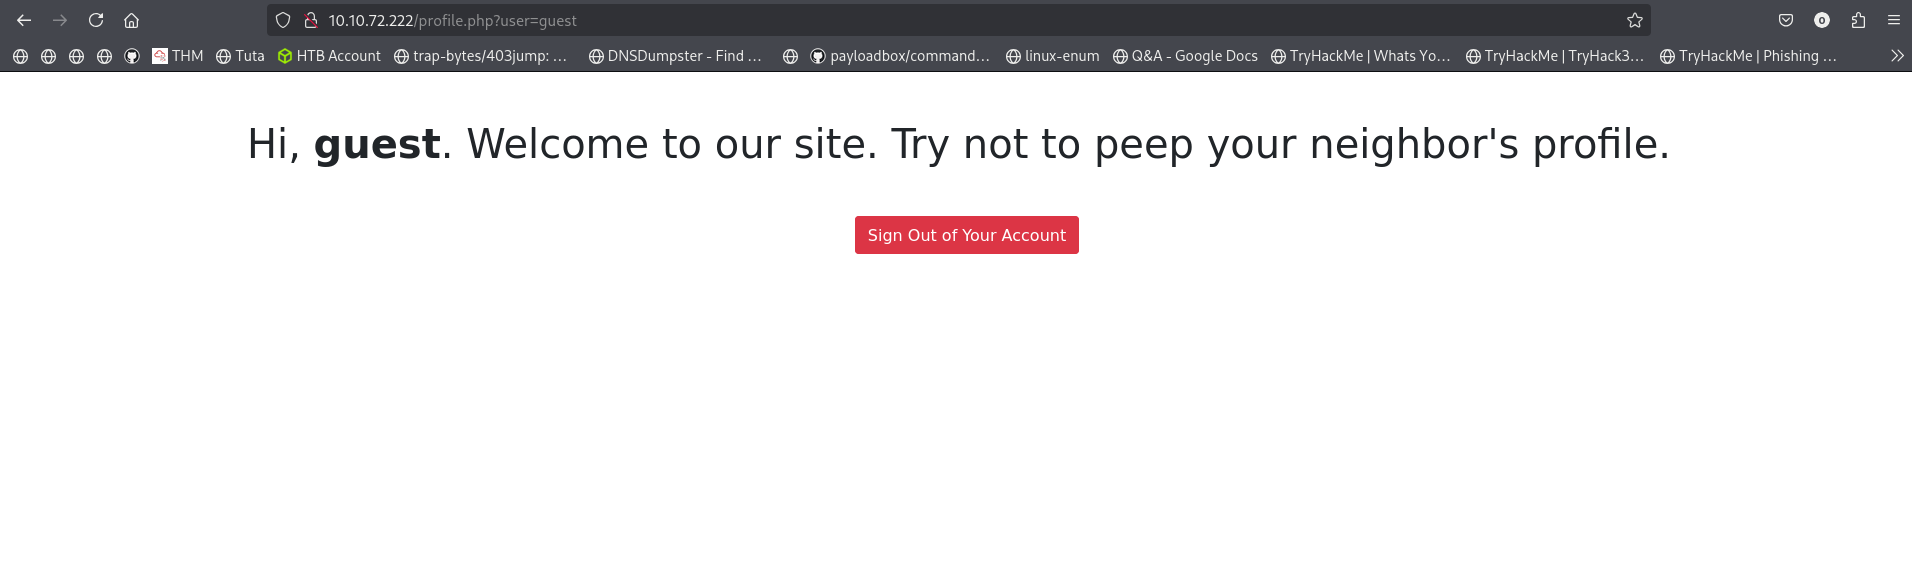 10.10.72.222/profile.php?user=guest
0
THM Tuta HTB Account trap-bytes/403jump: ... DNSDumpster - Find ... payloadbox/command... linux-enum Q&A - Google Docs TryHackMe | Whats Yo... TryHackMe | TryHack3... TryHackMe | Phishing ...
Hi, guest. Welcome to our site. Try not to peep your neighbor's profile.
Sign Out of Your Account